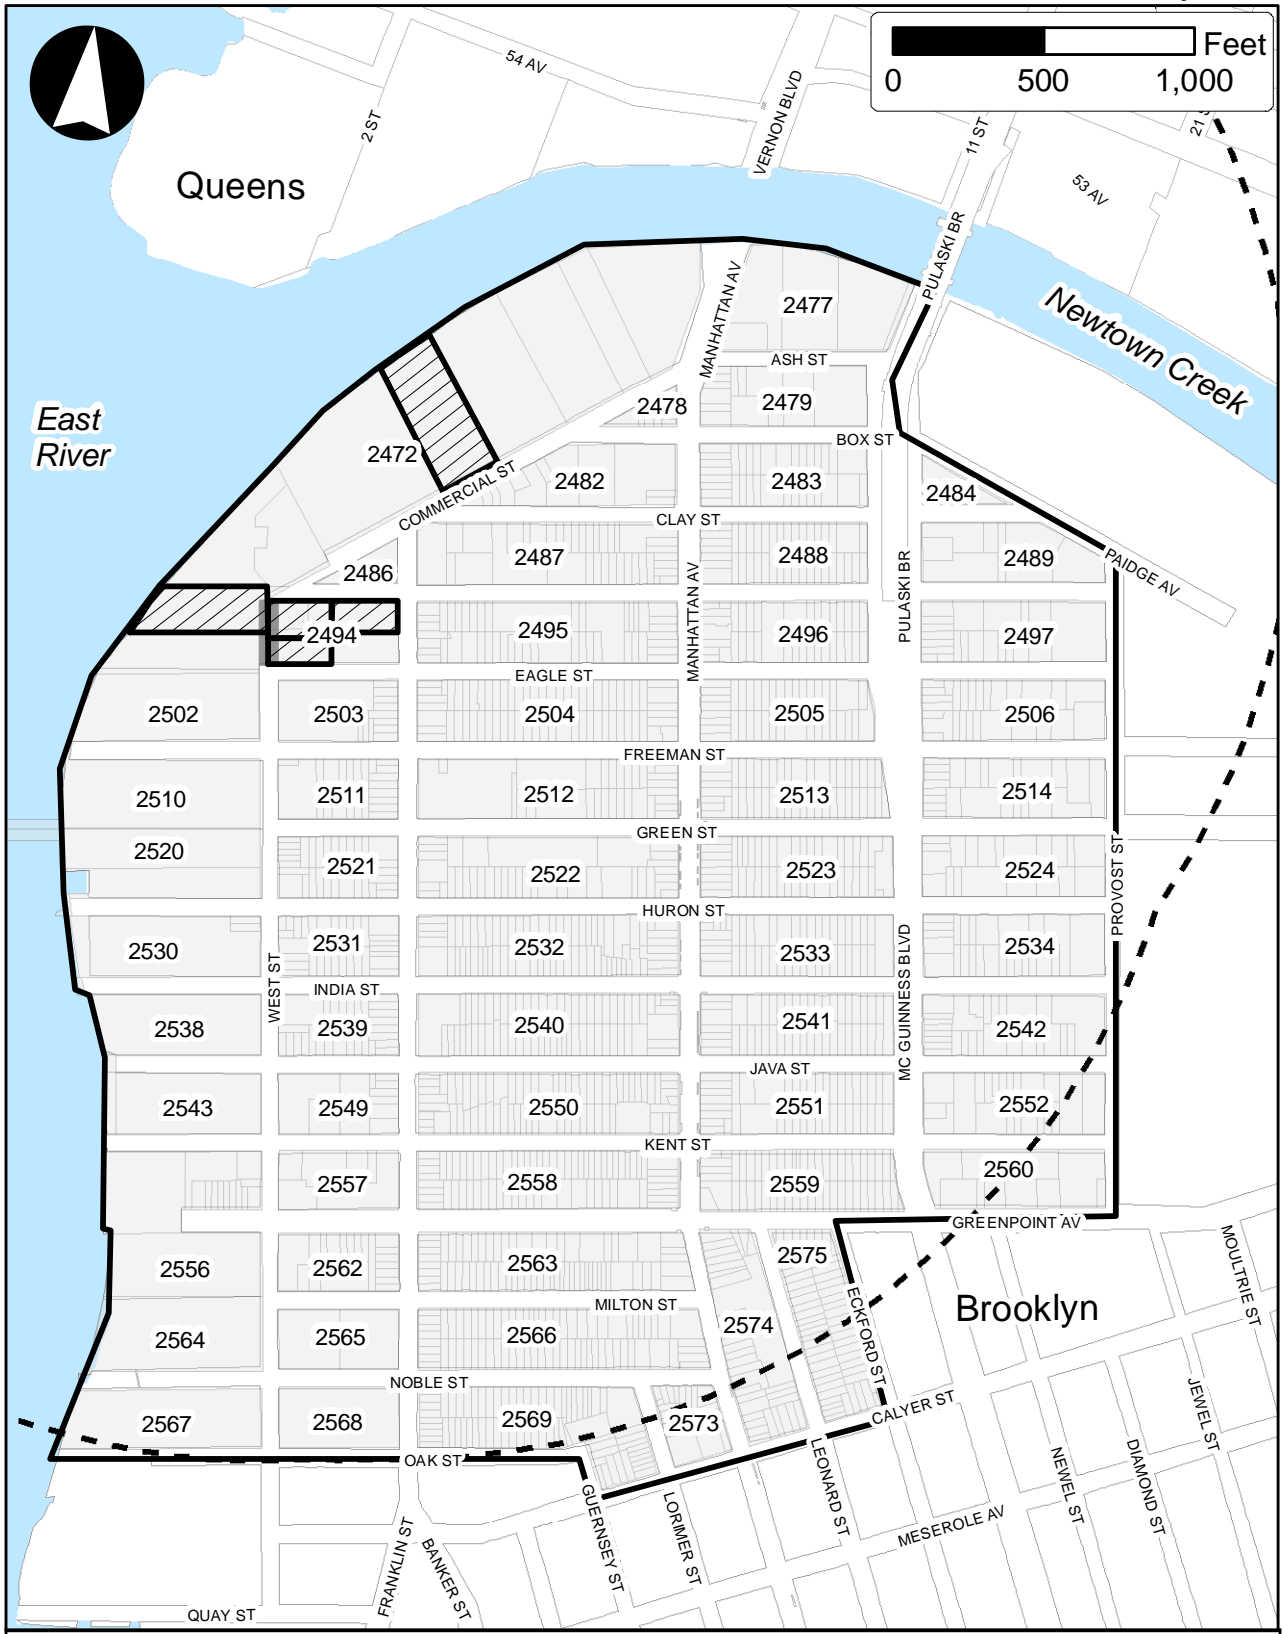 Feet
0 500 1,000
54 AV
2 ST
VERNON BLVD
11 ST
21 S
53 AV
Queens
PULASKI BR
Newtown Creek
MANHATTAN AV
2477
ASH ST
2478
2479
East
River
BOX ST
2472
COMMERCIAL ST
2482
2483
2484
CLAY ST
2486
2487
2488
2489
PAIDGE AV
MANHATTAN AV
PULASKI BR
2494
2495
2496
2497
EAGLE ST
2502
2503
2504
2505
2506
FREEMAN ST
2510
2511
2512
2513
2514
GREEN ST
2520
2521
2522
2523
2524
PROVOST ST
HURON ST
2530
2531
2532
2533
2534
WEST ST
MC GUINNESS BLVD
INDIA ST
2538
2539
2540
2541
2542
JAVA ST
2543
2549
2550
2551
2552
KENT ST
2557
2558
2559
2560
GREENPOINT AV
2556
2562
2563
2575
MOULTRIE ST
MILTON ST
ECKFORD ST
Brooklyn
2564
2565
2566
2574
NOBLE ST
2567
2568
2569
2573
CALYER ST
JEWEL ST
OAK ST
GUERNSEY ST
LORIMER ST
LEONARD ST
NEWEL ST
DIAMOND ST
MESEROLE AV
FRANKLIN ST
BANKER ST
QUAY ST